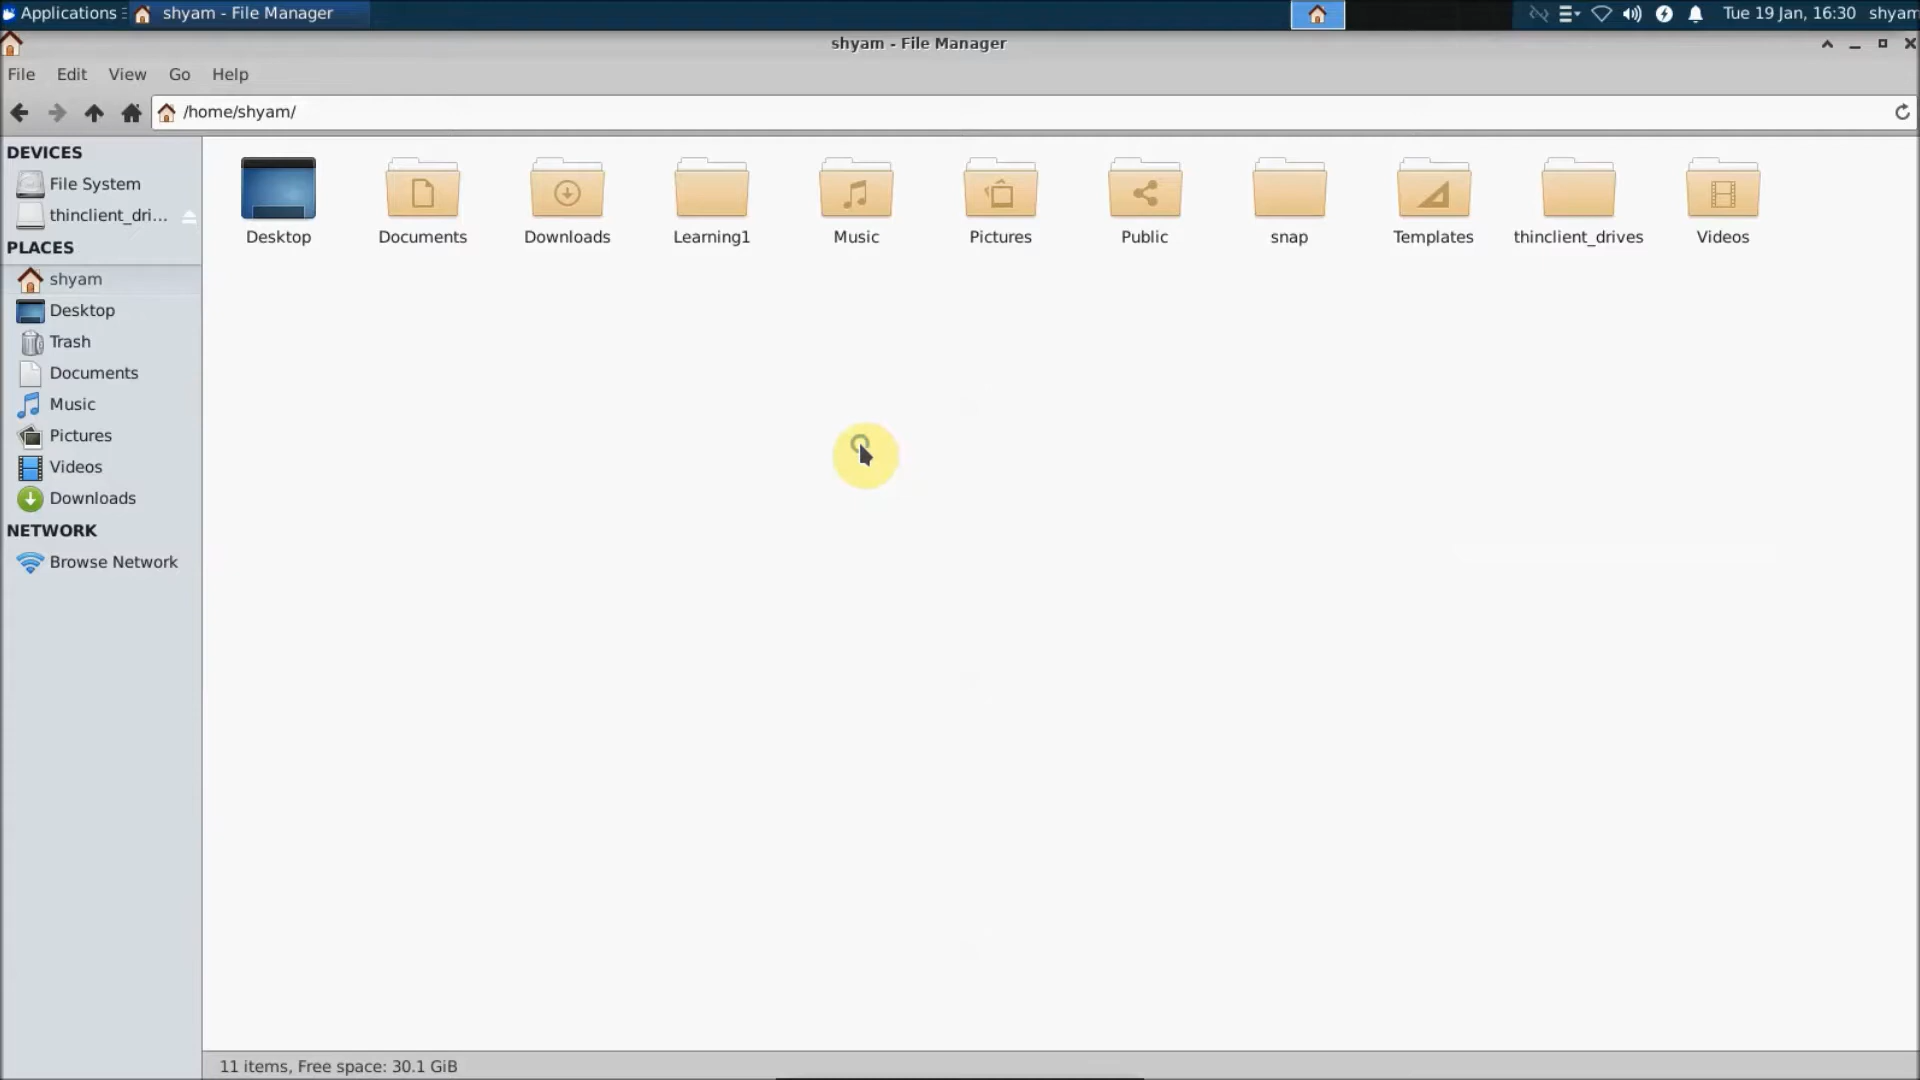 Applications shyam - File Manager Tue 19 Jan, 16:30 shyam
shyam - File Manager
File Edit View Go Help
/home/shyam/
DEVICES
File System
thinclient_dri...
PLACES
shyam
Desktop
Trash
Documents
Music
Pictures
Videos
Downloads
NETWORK
Browse Network
Desktop Documents Downloads Learning1 Music Pictures Public snap Templates thinclient_drives Videos
11 items, Free space: 30.1 GiB